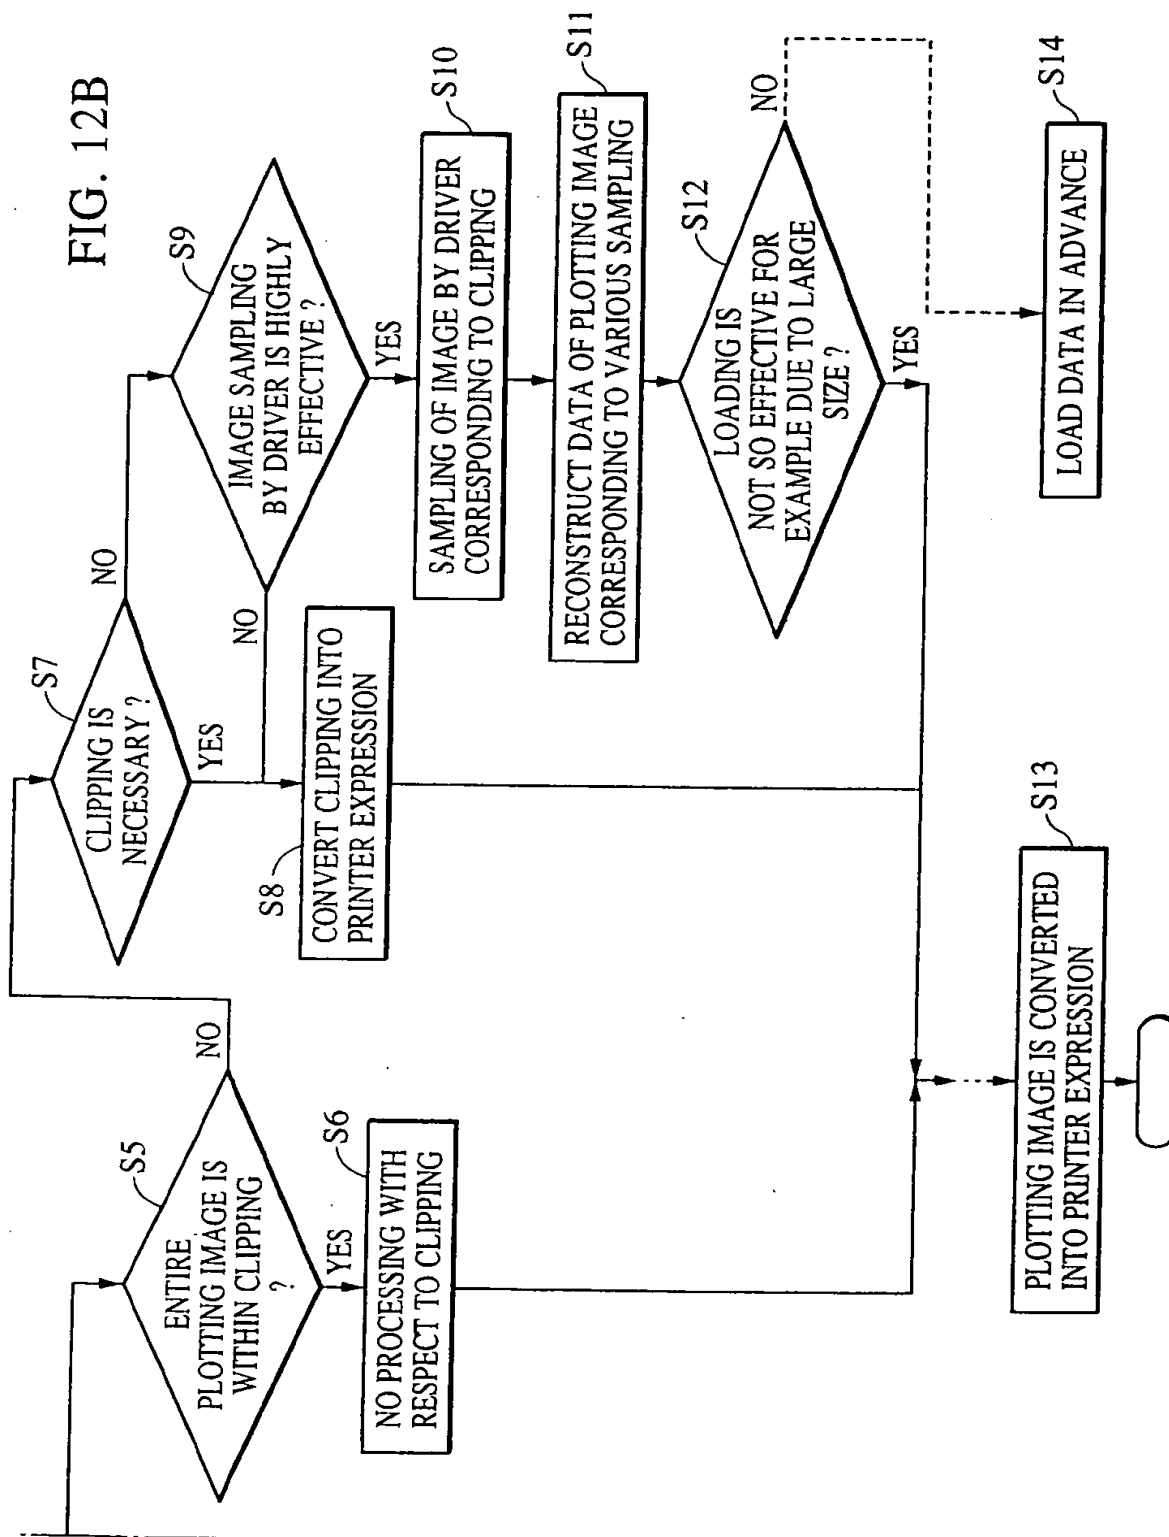 FIG. 12B
S5
ENTIRE
PLOTTING IMAGE IS
WITHIN CLIPPING
?
NO
YES
S6
NO PROCESSING WITH
RESPECT TO CLIPPING
S7
CLIPPING IS
NECESSARY ?
NO
YES
S8
CONVERT CLIPPING INTO
PRINTER EXPRESSION
S9
IMAGE SAMPLING
BY DRIVER IS HIGHLY
EFFECTIVE ?
NO
YES
S10
SAMPLING OF IMAGE BY DRIVER
CORRESPONDING TO CLIPPING
S11
RECONSTRUCT DATA OF PLOTTING IMAGE
CORRESPONDING TO VARIOUS SAMPLING
S12
LOADING IS
NOT SO EFFECTIVE FOR
EXAMPLE DUE TO LARGE
SIZE ?
NO
YES
S13
PLOTTING IMAGE IS CONVERTED
INTO PRINTER EXPRESSION
S14
LOAD DATA IN ADVANCE